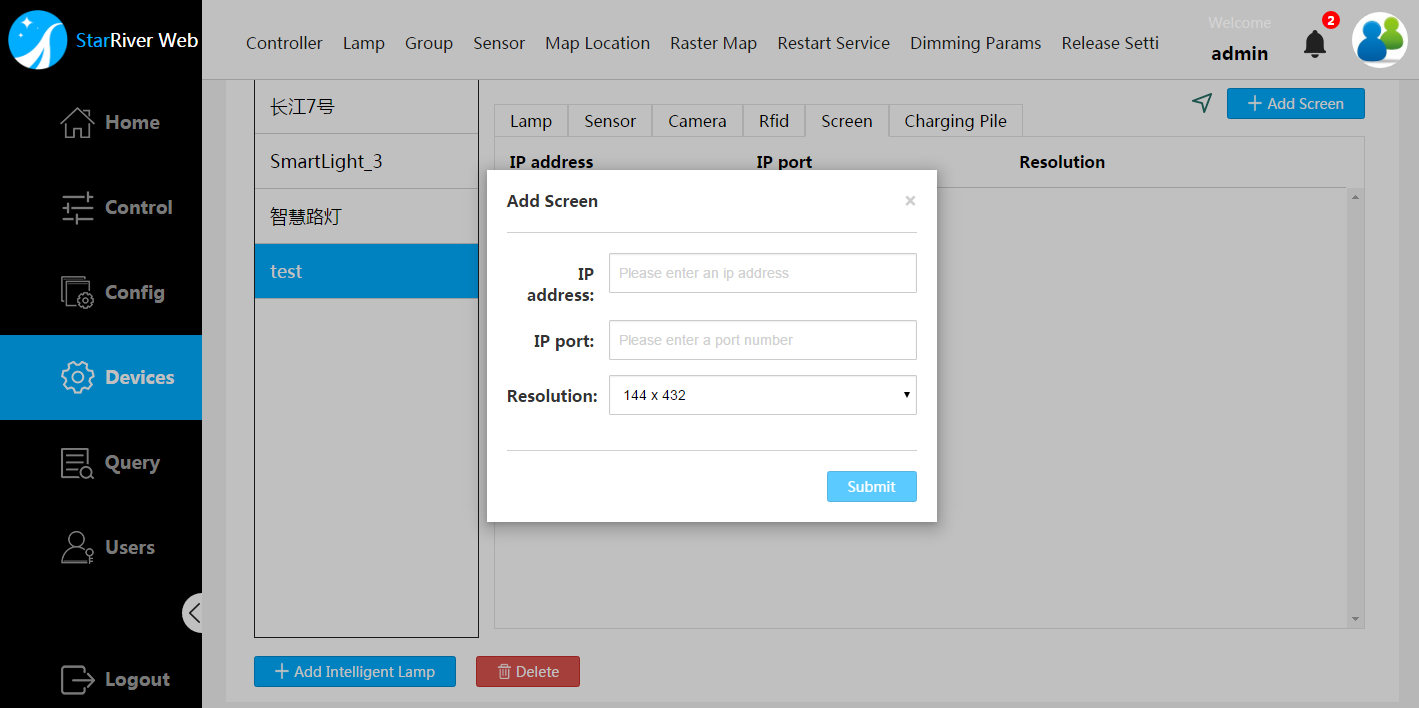 StarRiver Web
Controller Lamp Group Sensor Map Location Raster Map Restart Service Dimming Params Release Setti
Welcome
admin
2
Home
Control
Config
Devices
Query
Users
Logout
长江7号
SmartLight_3
智慧路灯
test
Add Intelligent Lamp
Delete
Add Screen
Lamp Sensor Camera Rfid Screen Charging Pile
IP address IP port Resolution
Add Screen ×
IP address:
Please enter an ip address
IP port: Please enter a port number
Resolution: 144 x 432
Submit